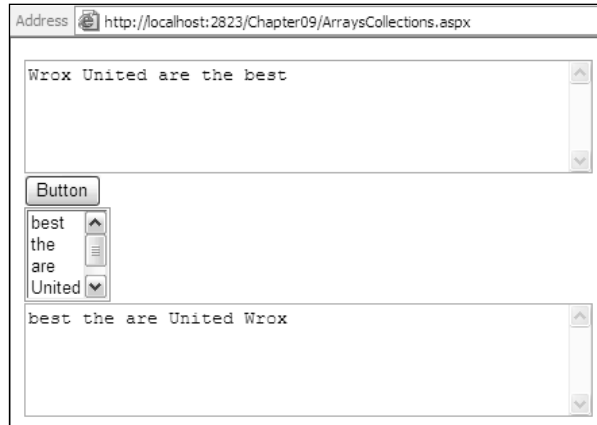 Address http://localhost:2823/Chapter09/ArraysCollections.aspx
Wrox United are the best
Button
best
the
are
United
best the are United Wrox